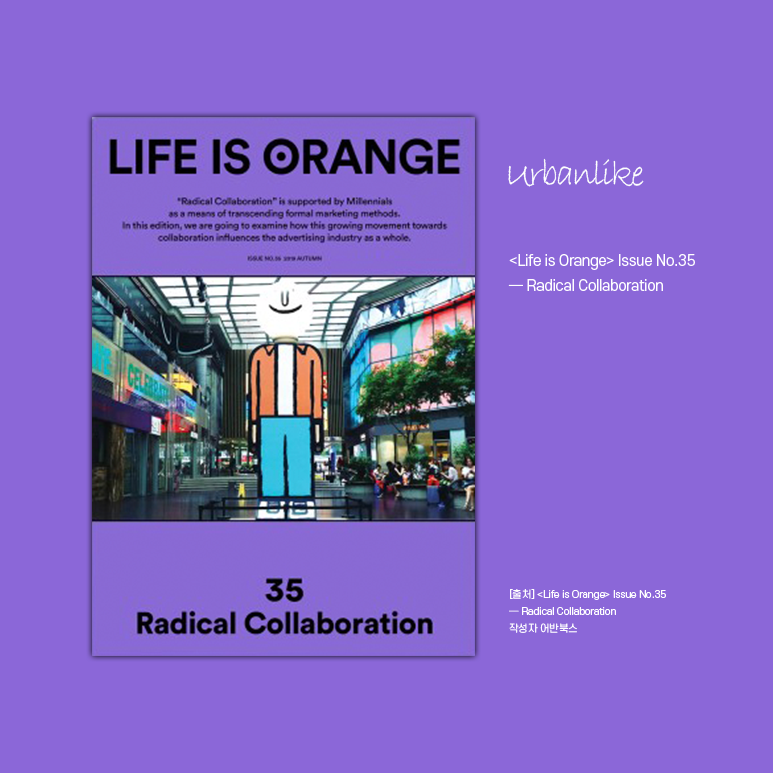 LIFE IS ORANGE
“Radical Collaboration” is supported by Millennials
as a means of transcending formal marketing methods.
In this edition, we are going to examine how this growing movement towards
collaboration influences the advertising industry as a whole.
ISSUE NO.35 2019 AUTUMN
35
Radical Collaboration
urbanlike
<Life is Orange> Issue No.35
— Radical Collaboration
[출처] <Life is Orange> Issue No.35
— Radical Collaboration
작성자 어반북스